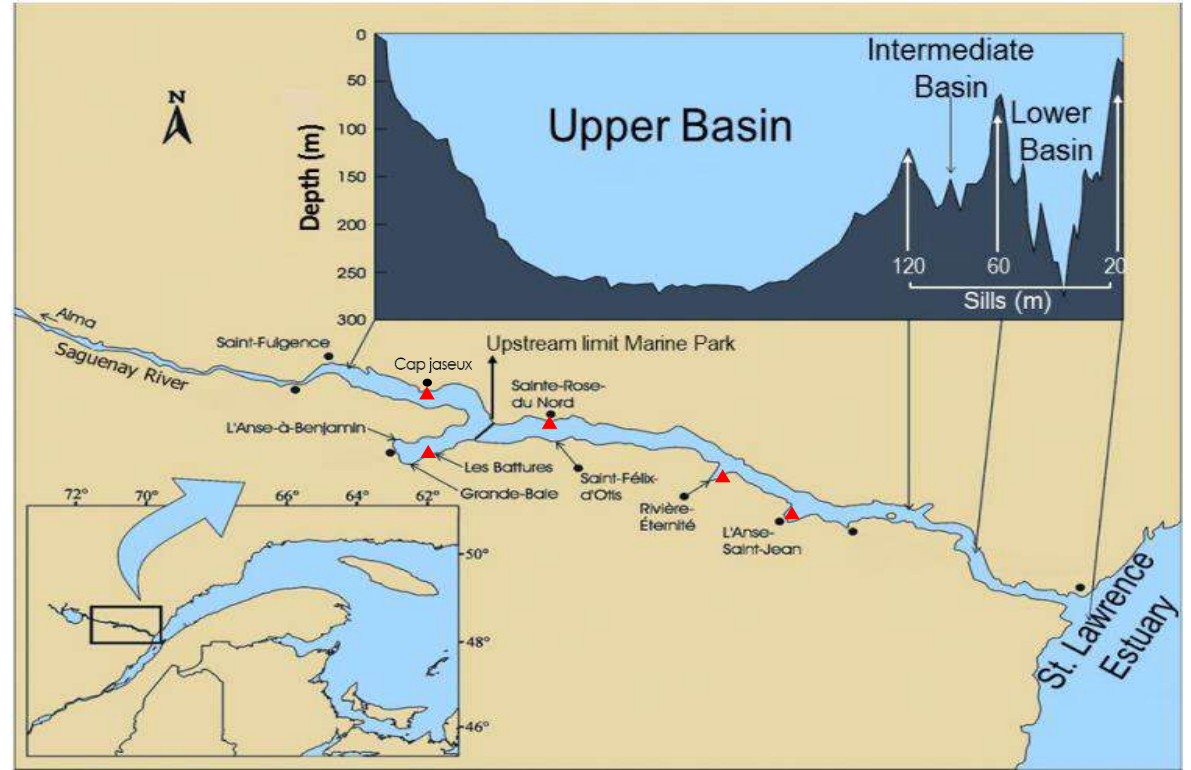 0
50
100
150
200
250
300
Depth (m)
Upper Basin
Intermediate
Basin
Lower
Basin
120
60
20
Sills (m)
N
Alma
Saguenay River
Saint-Fulgence
Cap jaseux
Upstream limit Marine Park
Sainte-Rose-
du Nord
L'Anse-à-Benjamin
Les Battures
Grande-Baie
Saint-Félix-
d'Otis
Rivière-
Éternité
L'Anse-
Saint-Jean
St. Lawrence
Estuary
72°
70°
66°
64°
62°
50°
48°
46°